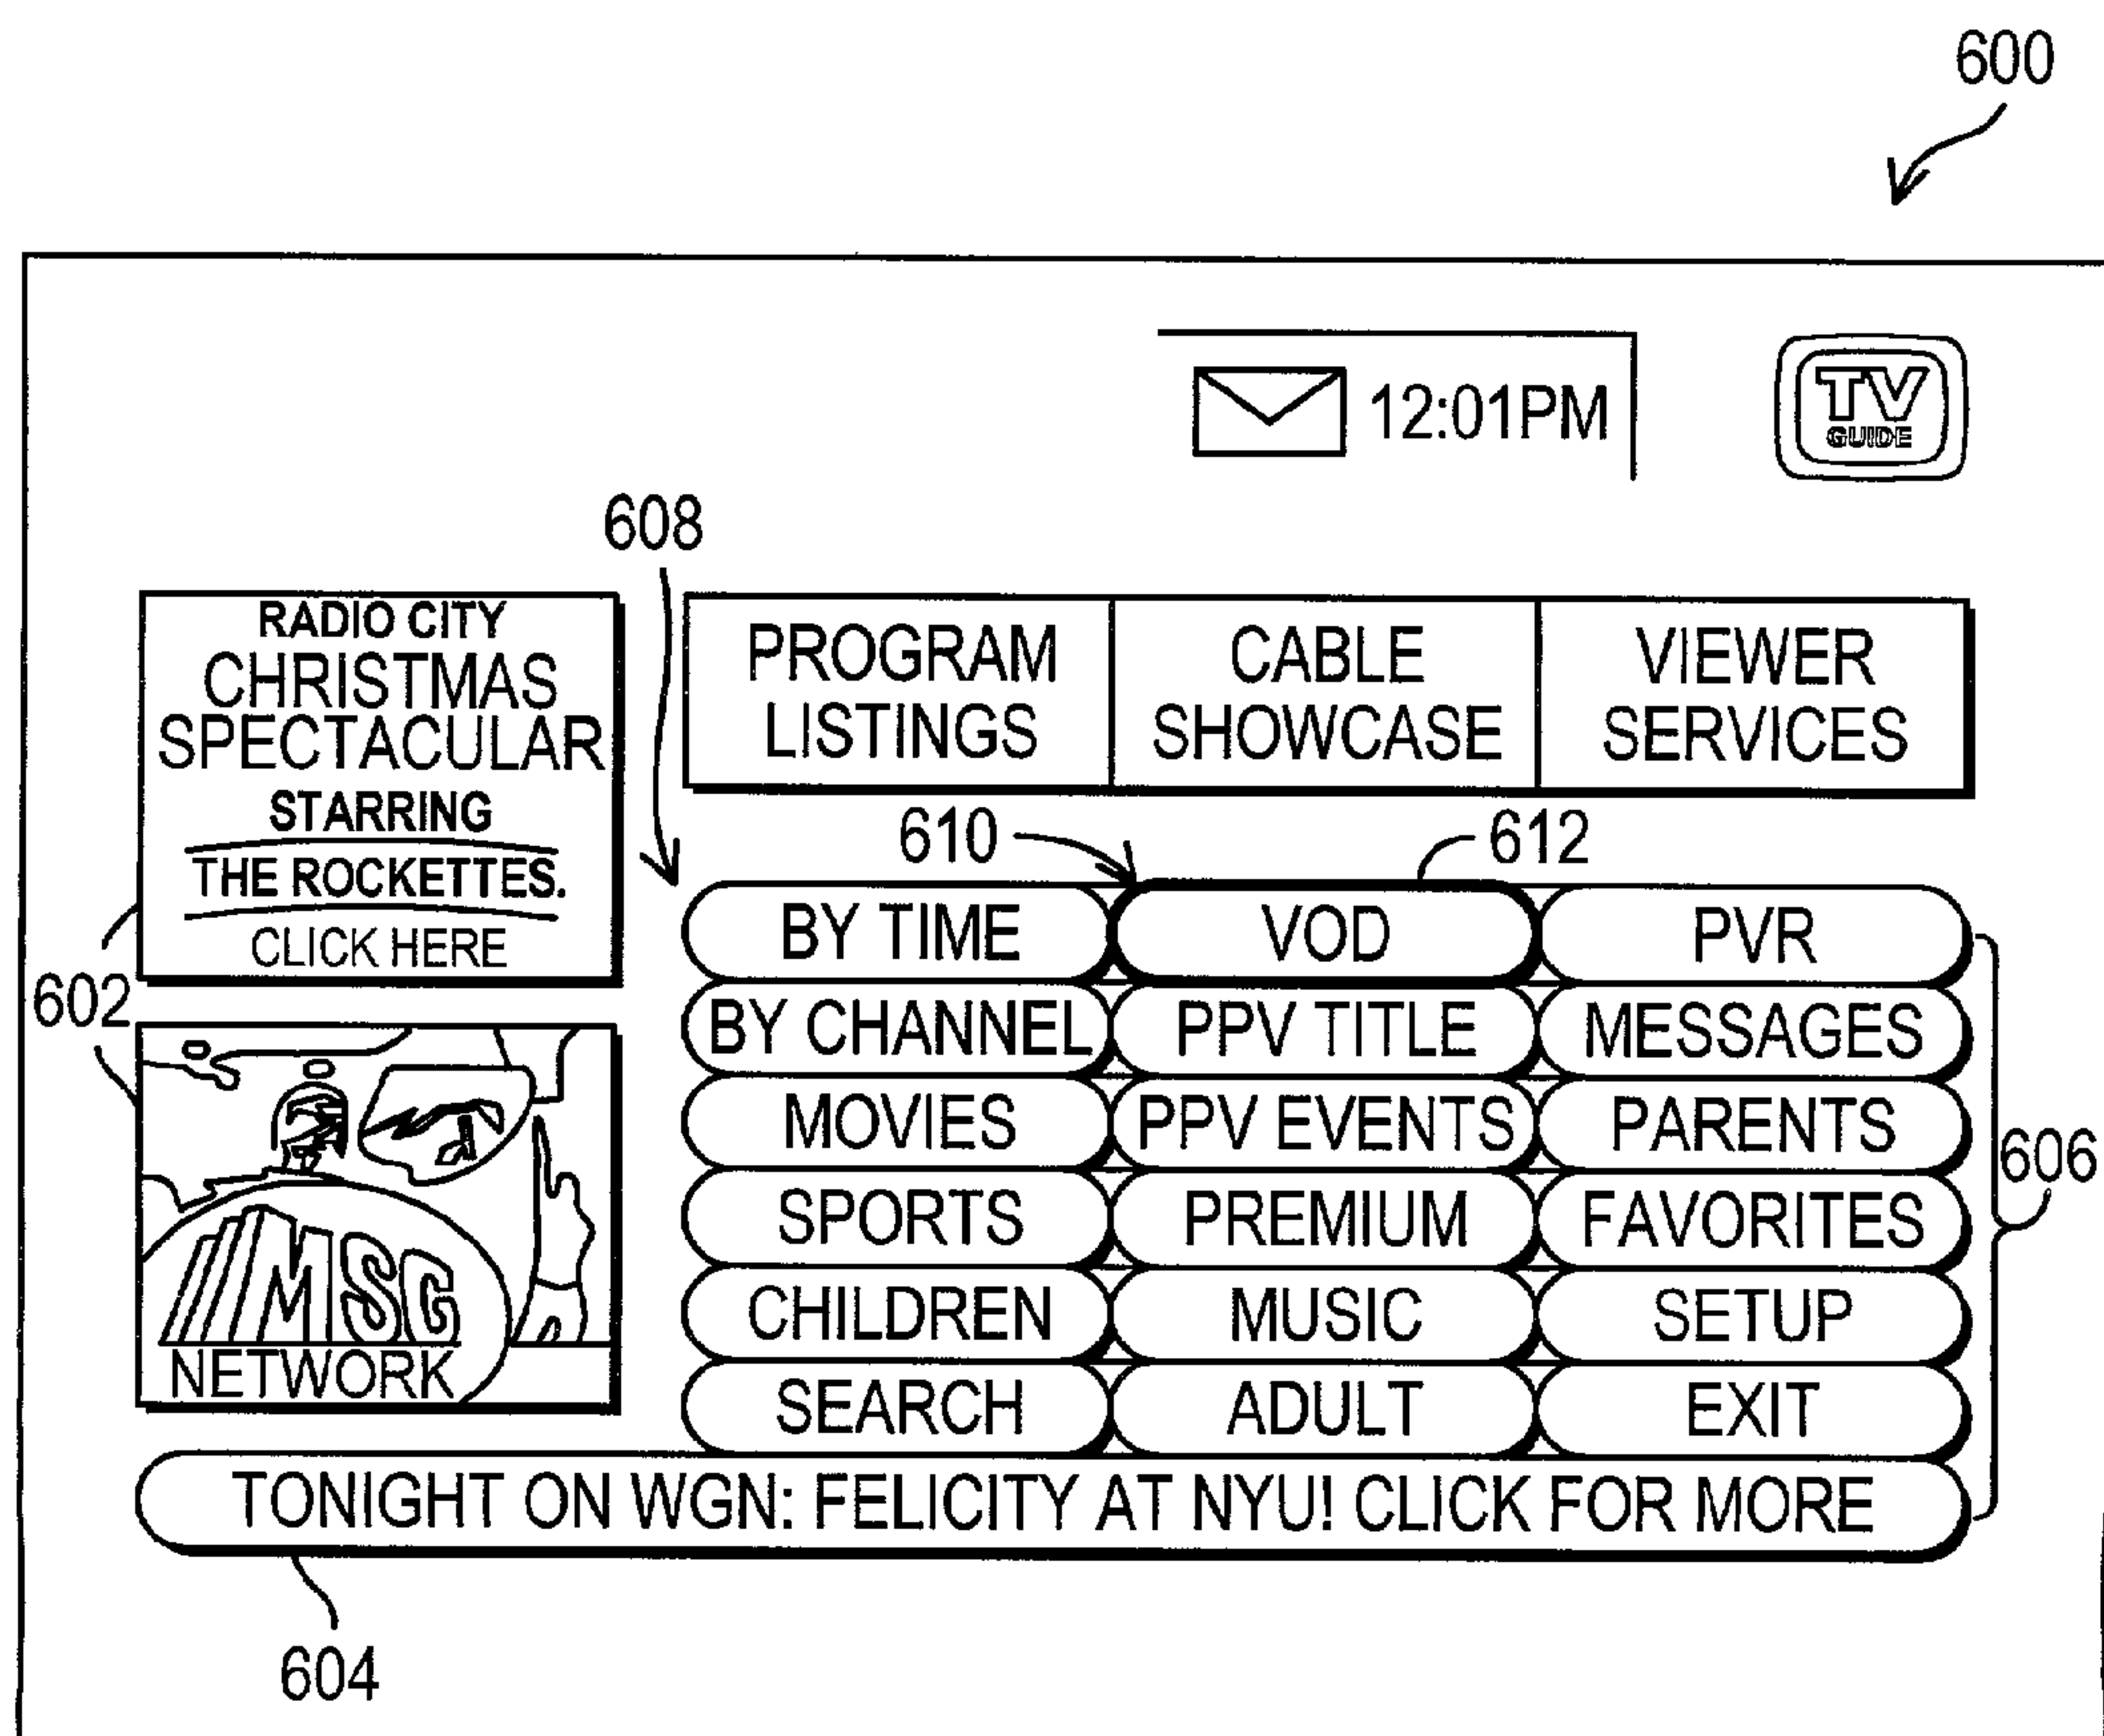 600
12:01PM
TV
GUIDE
608
RADIO CITY
CHRISTMAS
SPECTACULAR
STARRING
THE ROCKETTES.
CLICK HERE
602
MSG
NETWORK
PROGRAM
LISTINGS
CABLE
SHOWCASE
VIEWER
SERVICES
610
612
BY TIME
VOD
PVR
BY CHANNEL
PPV TITLE
MESSAGES
MOVIES
PPV EVENTS
PARENTS
606
SPORTS
PREMIUM
FAVORITES
CHILDREN
MUSIC
SETUP
SEARCH
ADULT
EXIT
TONIGHT ON WGN: FELICITY AT NYU! CLICK FOR MORE
604